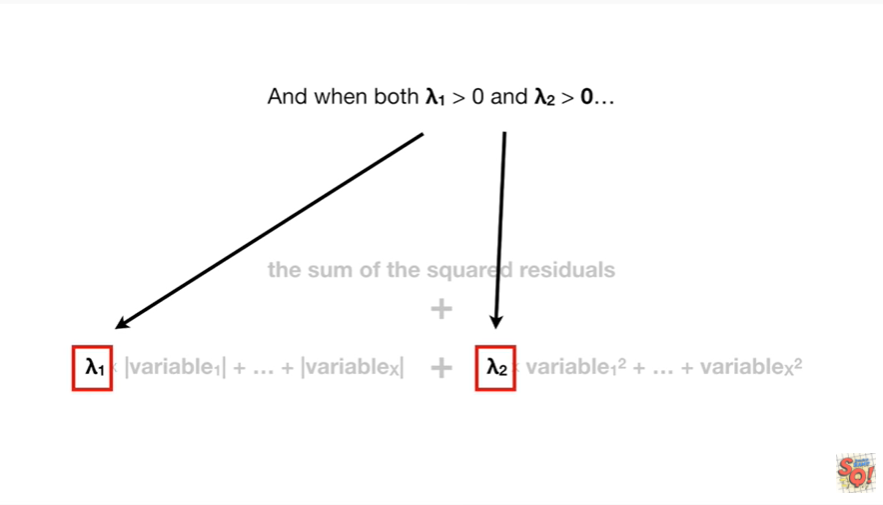 And when both λ₁ > 0 and λ₂ > 0…
the sum of the squared residuals
+
λ₁ × |variable₁| + … + |variableₓ| + λ₂ × variable₁² + … + variableₓ²
SQ!